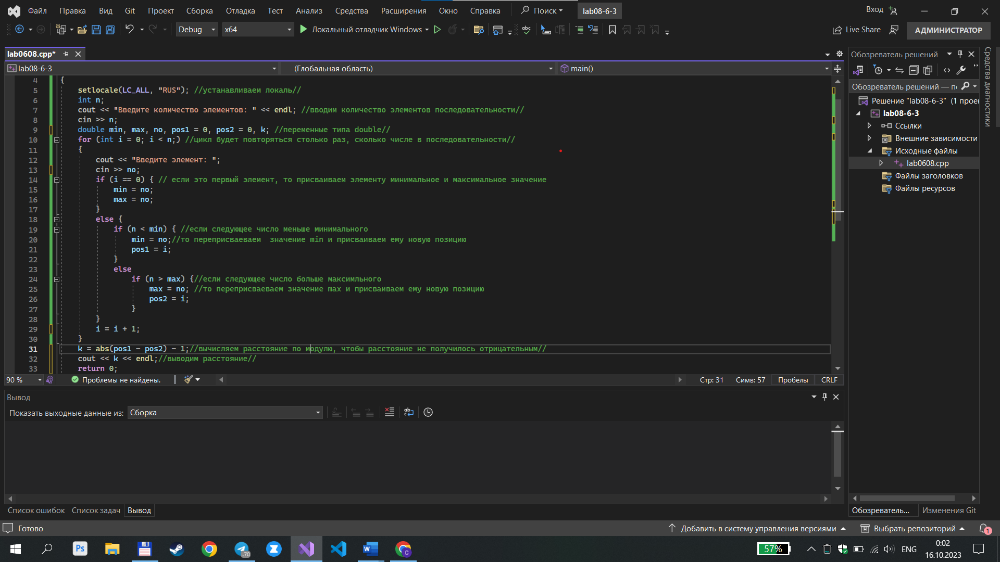 Файл Правка Вид Git Проект Сборка Отладка Тест Анализ Средства Расширения Окно Справка Поиск lab08-6-3 Вход
Debug x64 Локальный отладчик Windows Live Share АДМИНИСТРАТОР
lab0608.cpp*
lab08-6-3 (Глобальная область) main()
4 {
5 setlocale(LC_ALL, "RUS"); //устанавливаем локаль//
6 int n;
7 cout << "Введите количество элементов: " << endl; //вводим количество элементов последовательности//
8 cin >> n;
9 double min, max, no, pos1 = 0, pos2 = 0, k; //переменные типа double//
10 for (int i = 0; i < n;) //цикл будет повторяться столько раз, сколько числе в последовательности//
11 {
12 cout << "Введите элемент: ";
13 cin >> no;
14 if (i == 0) { // если это первый элемент, то присваиваем элементу минимальное и максимальное значение
15 min = no;
16 max = no;
17 }
18 else {
19 if (n < min) { //если следующее число меньше минимального
20 min = no;//то переприсваеваем  значение min и присваиваем ему новую позицию
21 pos1 = i;
22 }
23 else
24 if (n > max) {//если следующее число больше максимльного
25 max = no; //то переприсваеваем значение max и присваиваем ему новую позицию
26 pos2 = i;
27 }
28 }
29 i = i + 1;
30 }
31 k = abs(pos1 - pos2) - 1;//вычисляем расстояние по модулю, чтобы расстояние не получилось отрицательным//
32 cout << k << endl;//выводим расстояние//
33 return 0;
90 % Проблемы не найдены. Стр: 31 Симв: 57 Пробелы CRLF
Вывод
Показать выходные данные из: Сборка
Список ошибок Список задач Вывод
Обозреватель решений
Обозреватель решений — по
Решение "lab08-6-3" (1 проек
lab08-6-3
Ссылки
Внешние зависимости
Исходные файлы
lab0608.cpp
Файлы заголовков
Файлы ресурсов
Обозреватель... Изменения Git
Средства диагностики
Готово Добавить в систему управления версиями Выбрать репозиторий 1
Ps ..70 W C 57% ENG 0:02
16.10.2023